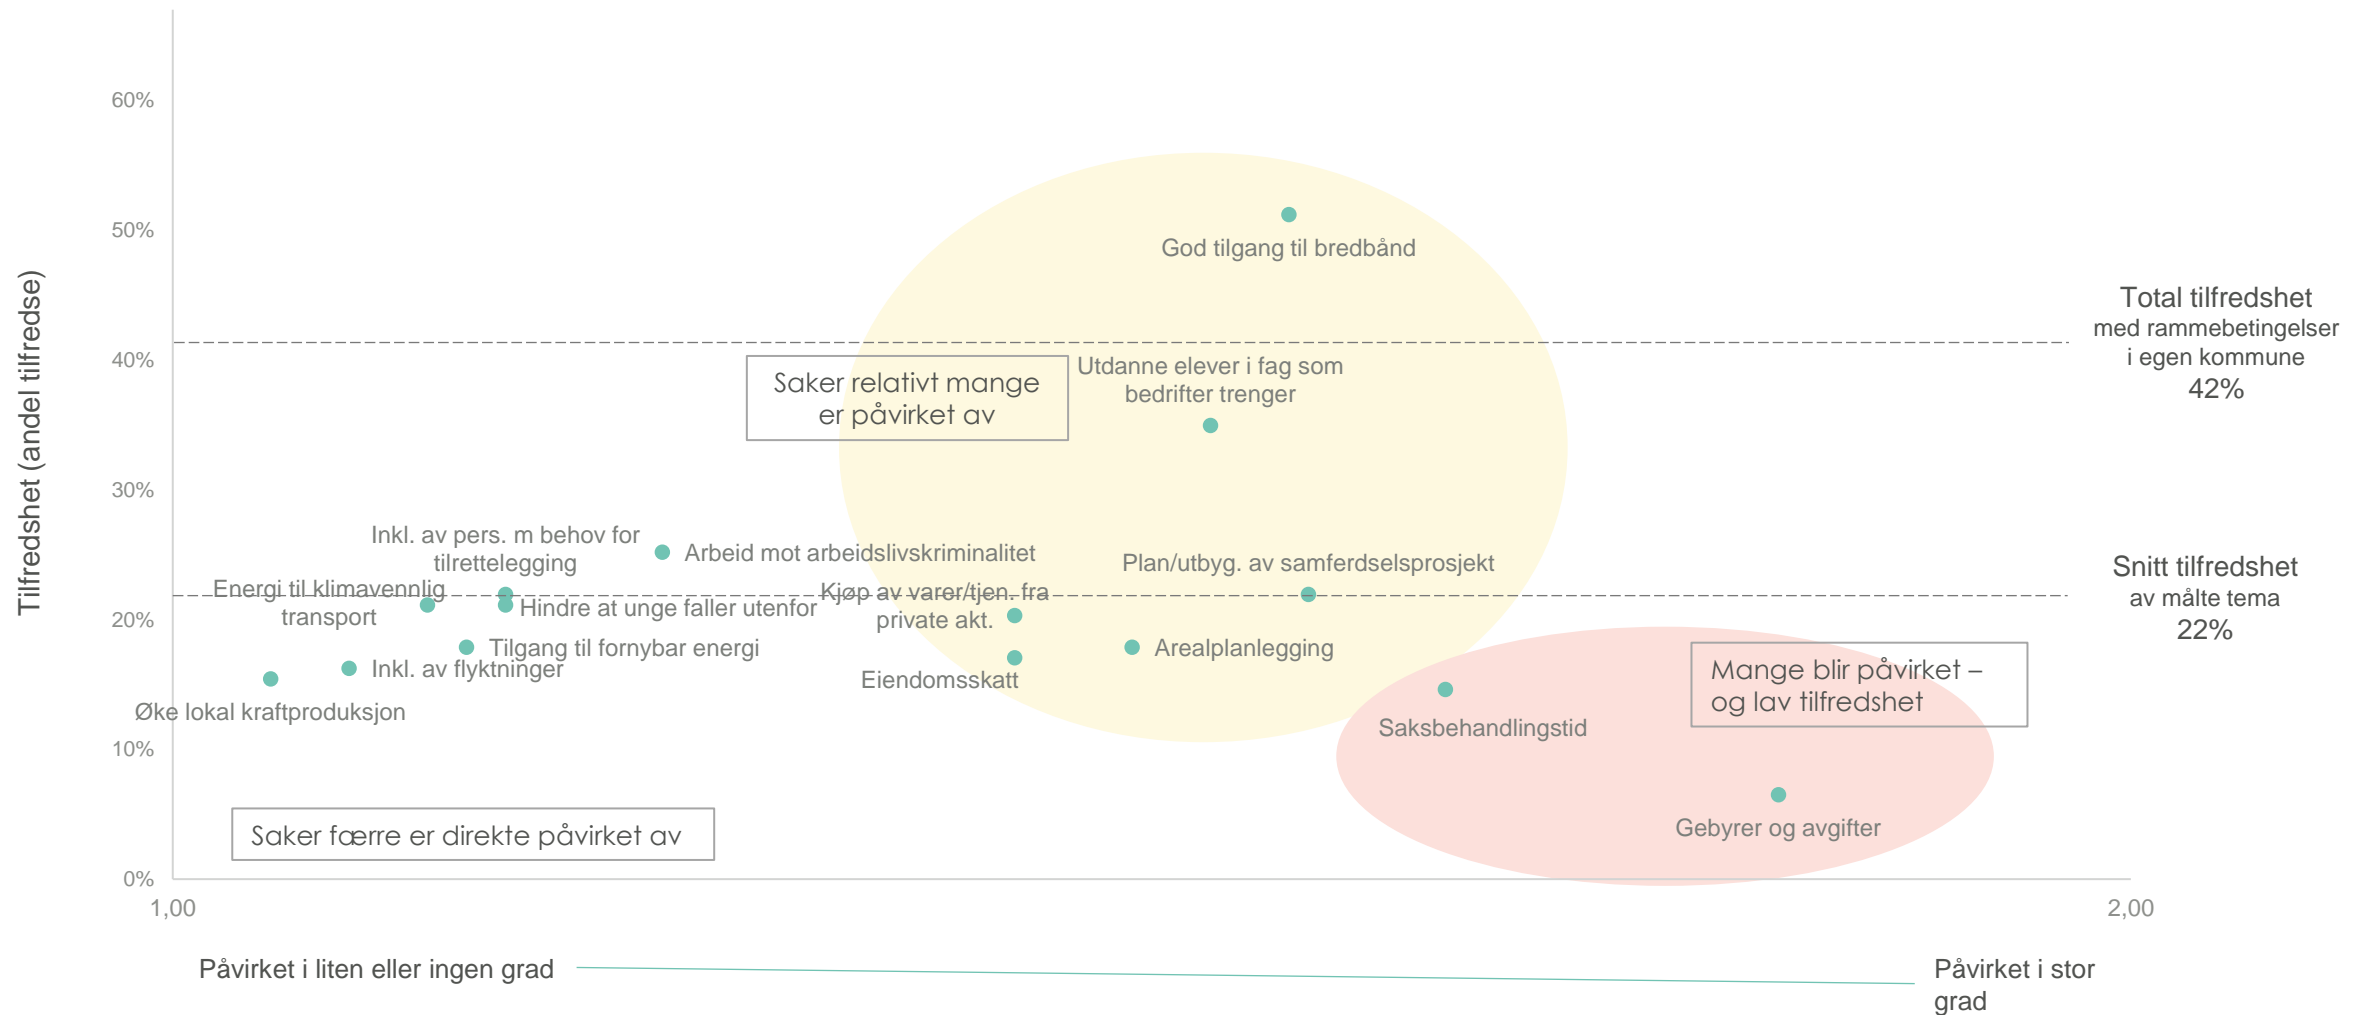 Tilfredshet (andel tilfredse)
60%
50%
40%
30%
20%
10%
0%
1,00
2,00
God tilgang til bredbånd
Total tilfredshet
med rammebetingelser
i egen kommune
42%
Saker relativt mange
er påvirket av
Utdanne elever i fag som
bedrifter trenger
Inkl. av pers. m behov for
tilrettelegging
Arbeid mot arbeidslivskriminalitet
Plan/utbyg. av samferdselsprosjekt
Snitt tilfredshet
av målte tema
22%
Energi til klimavennlig
transport
Hindre at unge faller utenfor
Kjøp av varer/tjen. fra
private akt.
Tilgang til fornybar energi
Arealplanlegging
Inkl. av flyktninger
Eiendomsskatt
Mange blir påvirket –
og lav tilfredshet
Øke lokal kraftproduksjon
Saksbehandlingstid
Gebyrer og avgifter
Saker færre er direkte påvirket av
Påvirket i liten eller ingen grad
Påvirket i stor
grad